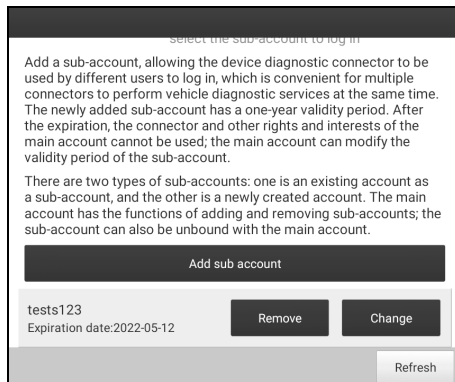 select the sub-account to log in
Add a sub-account, allowing the device diagnostic connector to be
used by different users to log in, which is convenient for multiple
connectors to perform vehicle diagnostic services at the same time.
The newly added sub-account has a one-year validity period. After
the expiration, the connector and other rights and interests of the
main account cannot be used; the main account can modify the
validity period of the sub-account.
There are two types of sub-accounts: one is an existing account as
a sub-account, and the other is a newly created account. The main
account has the functions of adding and removing sub-accounts; the
sub-account can also be unbound with the main account.
Add sub account
tests123
Expiration date:2022-05-12
Remove
Change
Refresh